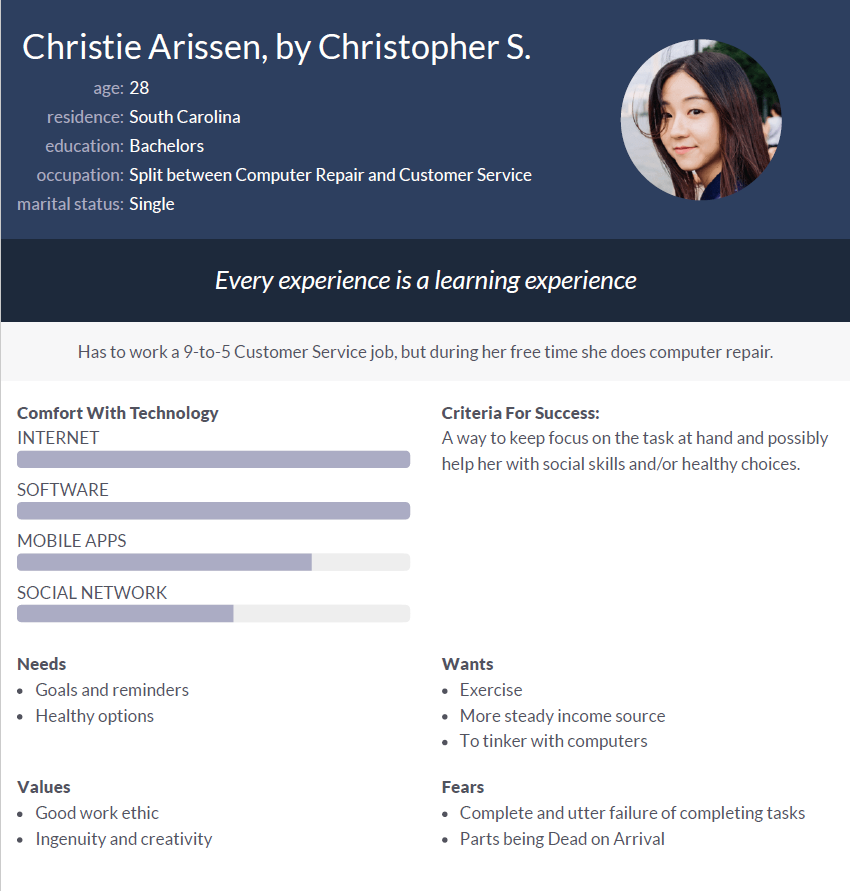 Christie Arissen, by Christopher S.
age: 28
residence: South Carolina
education: Bachelors
occupation: Split between Computer Repair and Customer Service
marital status: Single
Every experience is a learning experience
Has to work a 9-to-5 Customer Service job, but during her free time she does computer repair.
Comfort With Technology
INTERNET
SOFTWARE
MOBILE APPS
SOCIAL NETWORK
Criteria For Success:
A way to keep focus on the task at hand and possibly
help her with social skills and/or healthy choices.
Needs
• Goals and reminders
• Healthy options
Wants
• Exercise
• More steady income source
• To tinker with computers
Values
• Good work ethic
• Ingenuity and creativity
Fears
• Complete and utter failure of completing tasks
• Parts being Dead on Arrival